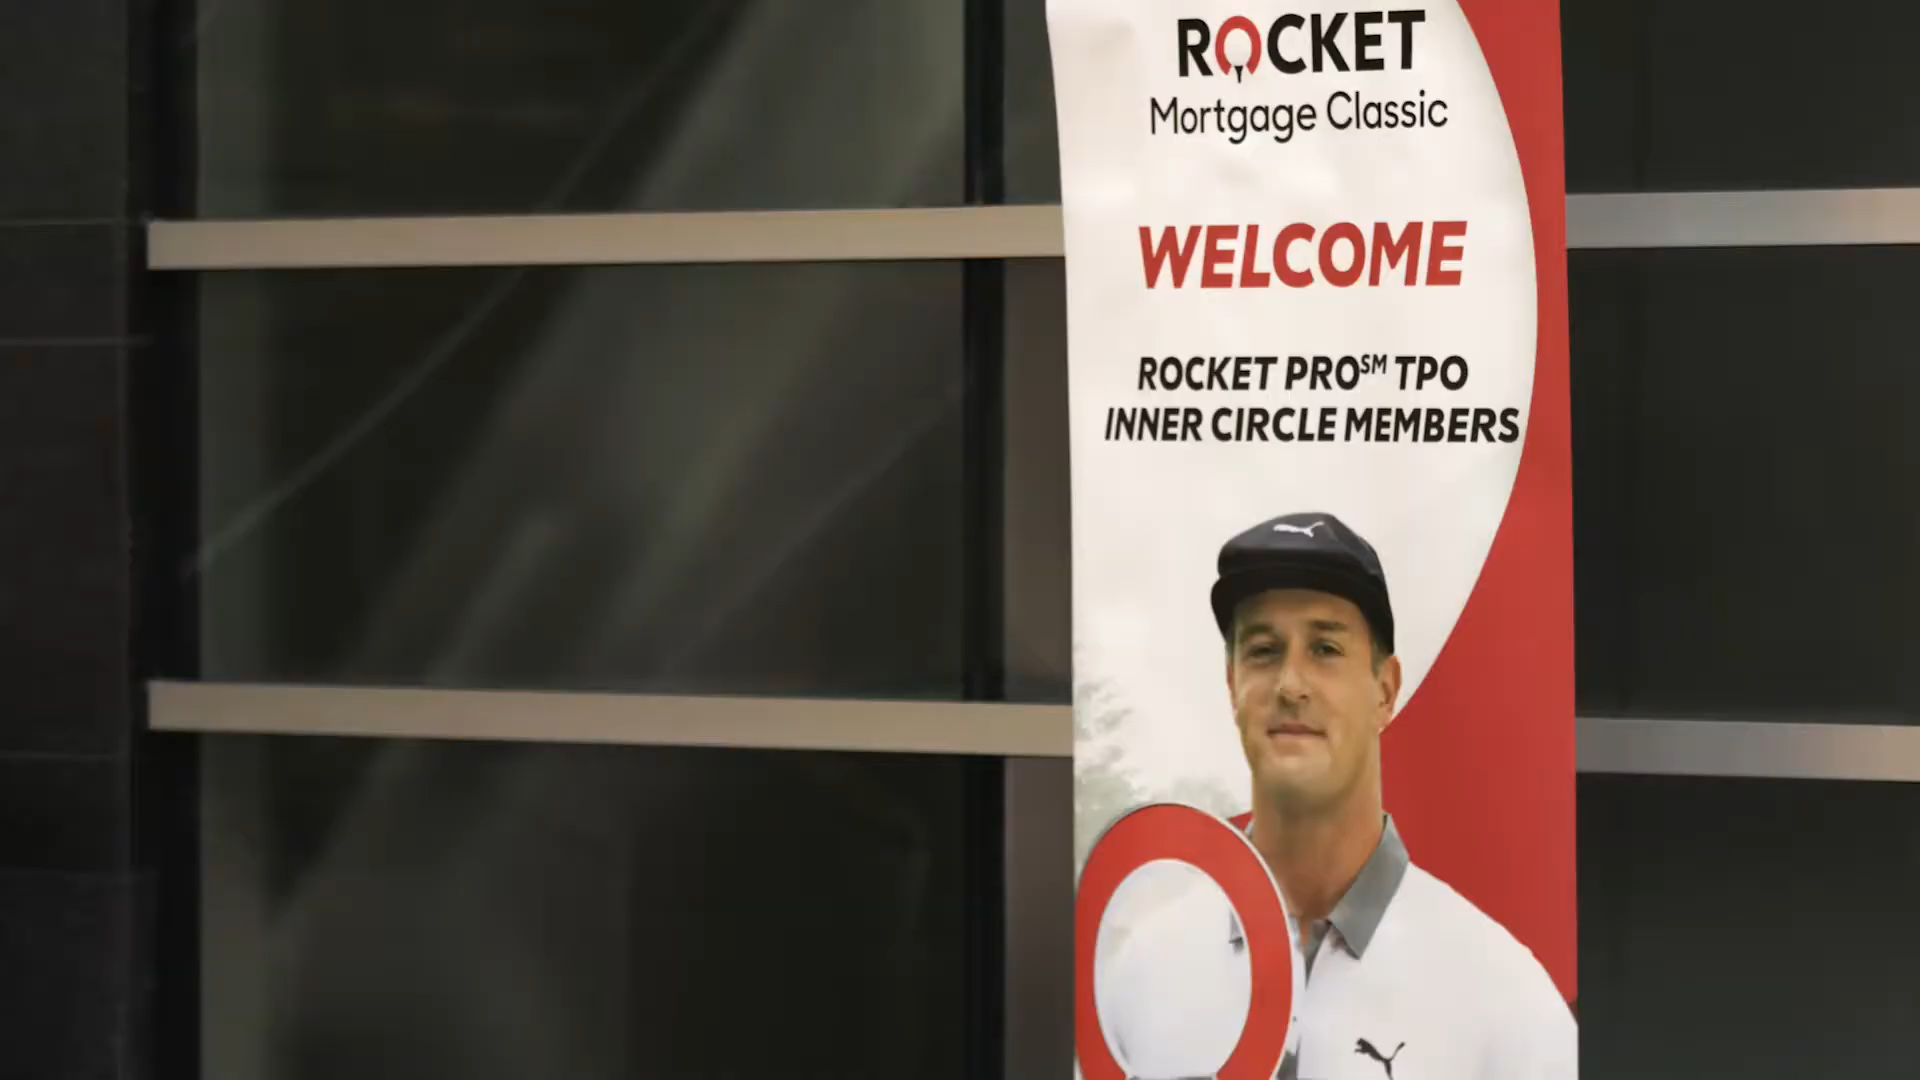 ROCKET
Mortgage Classic
WELCOME
ROCKET PRO℠ TPO
INNER CIRCLE MEMBERS